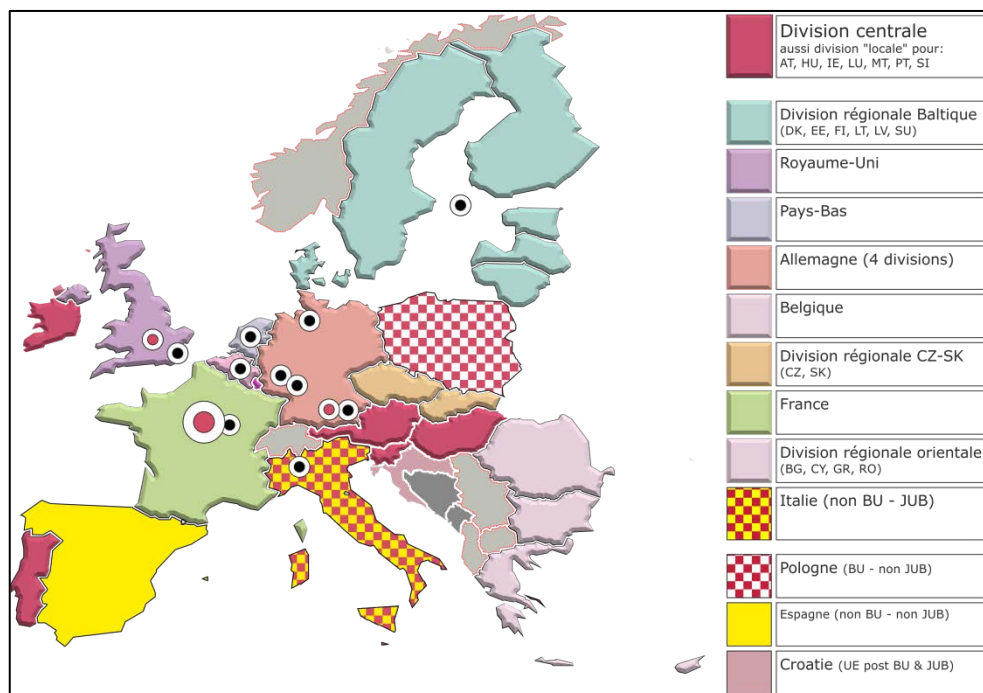 Division centrale
aussi division "locale" pour:
AT, HU, IE, LU, MT, PT, SI
Division régionale Baltique
(DK, EE, FI, LT, LV, SU)
Royaume-Uni
Pays-Bas
Allemagne (4 divisions)
Belgique
Division régionale CZ-SK
(CZ, SK)
France
Division régionale orientale
(BG, CY, GR, RO)
Italie (non BU - JUB)
Pologne (BU - non JUB)
Espagne (non BU - non JUB)
Croatie (UE post BU & JUB)